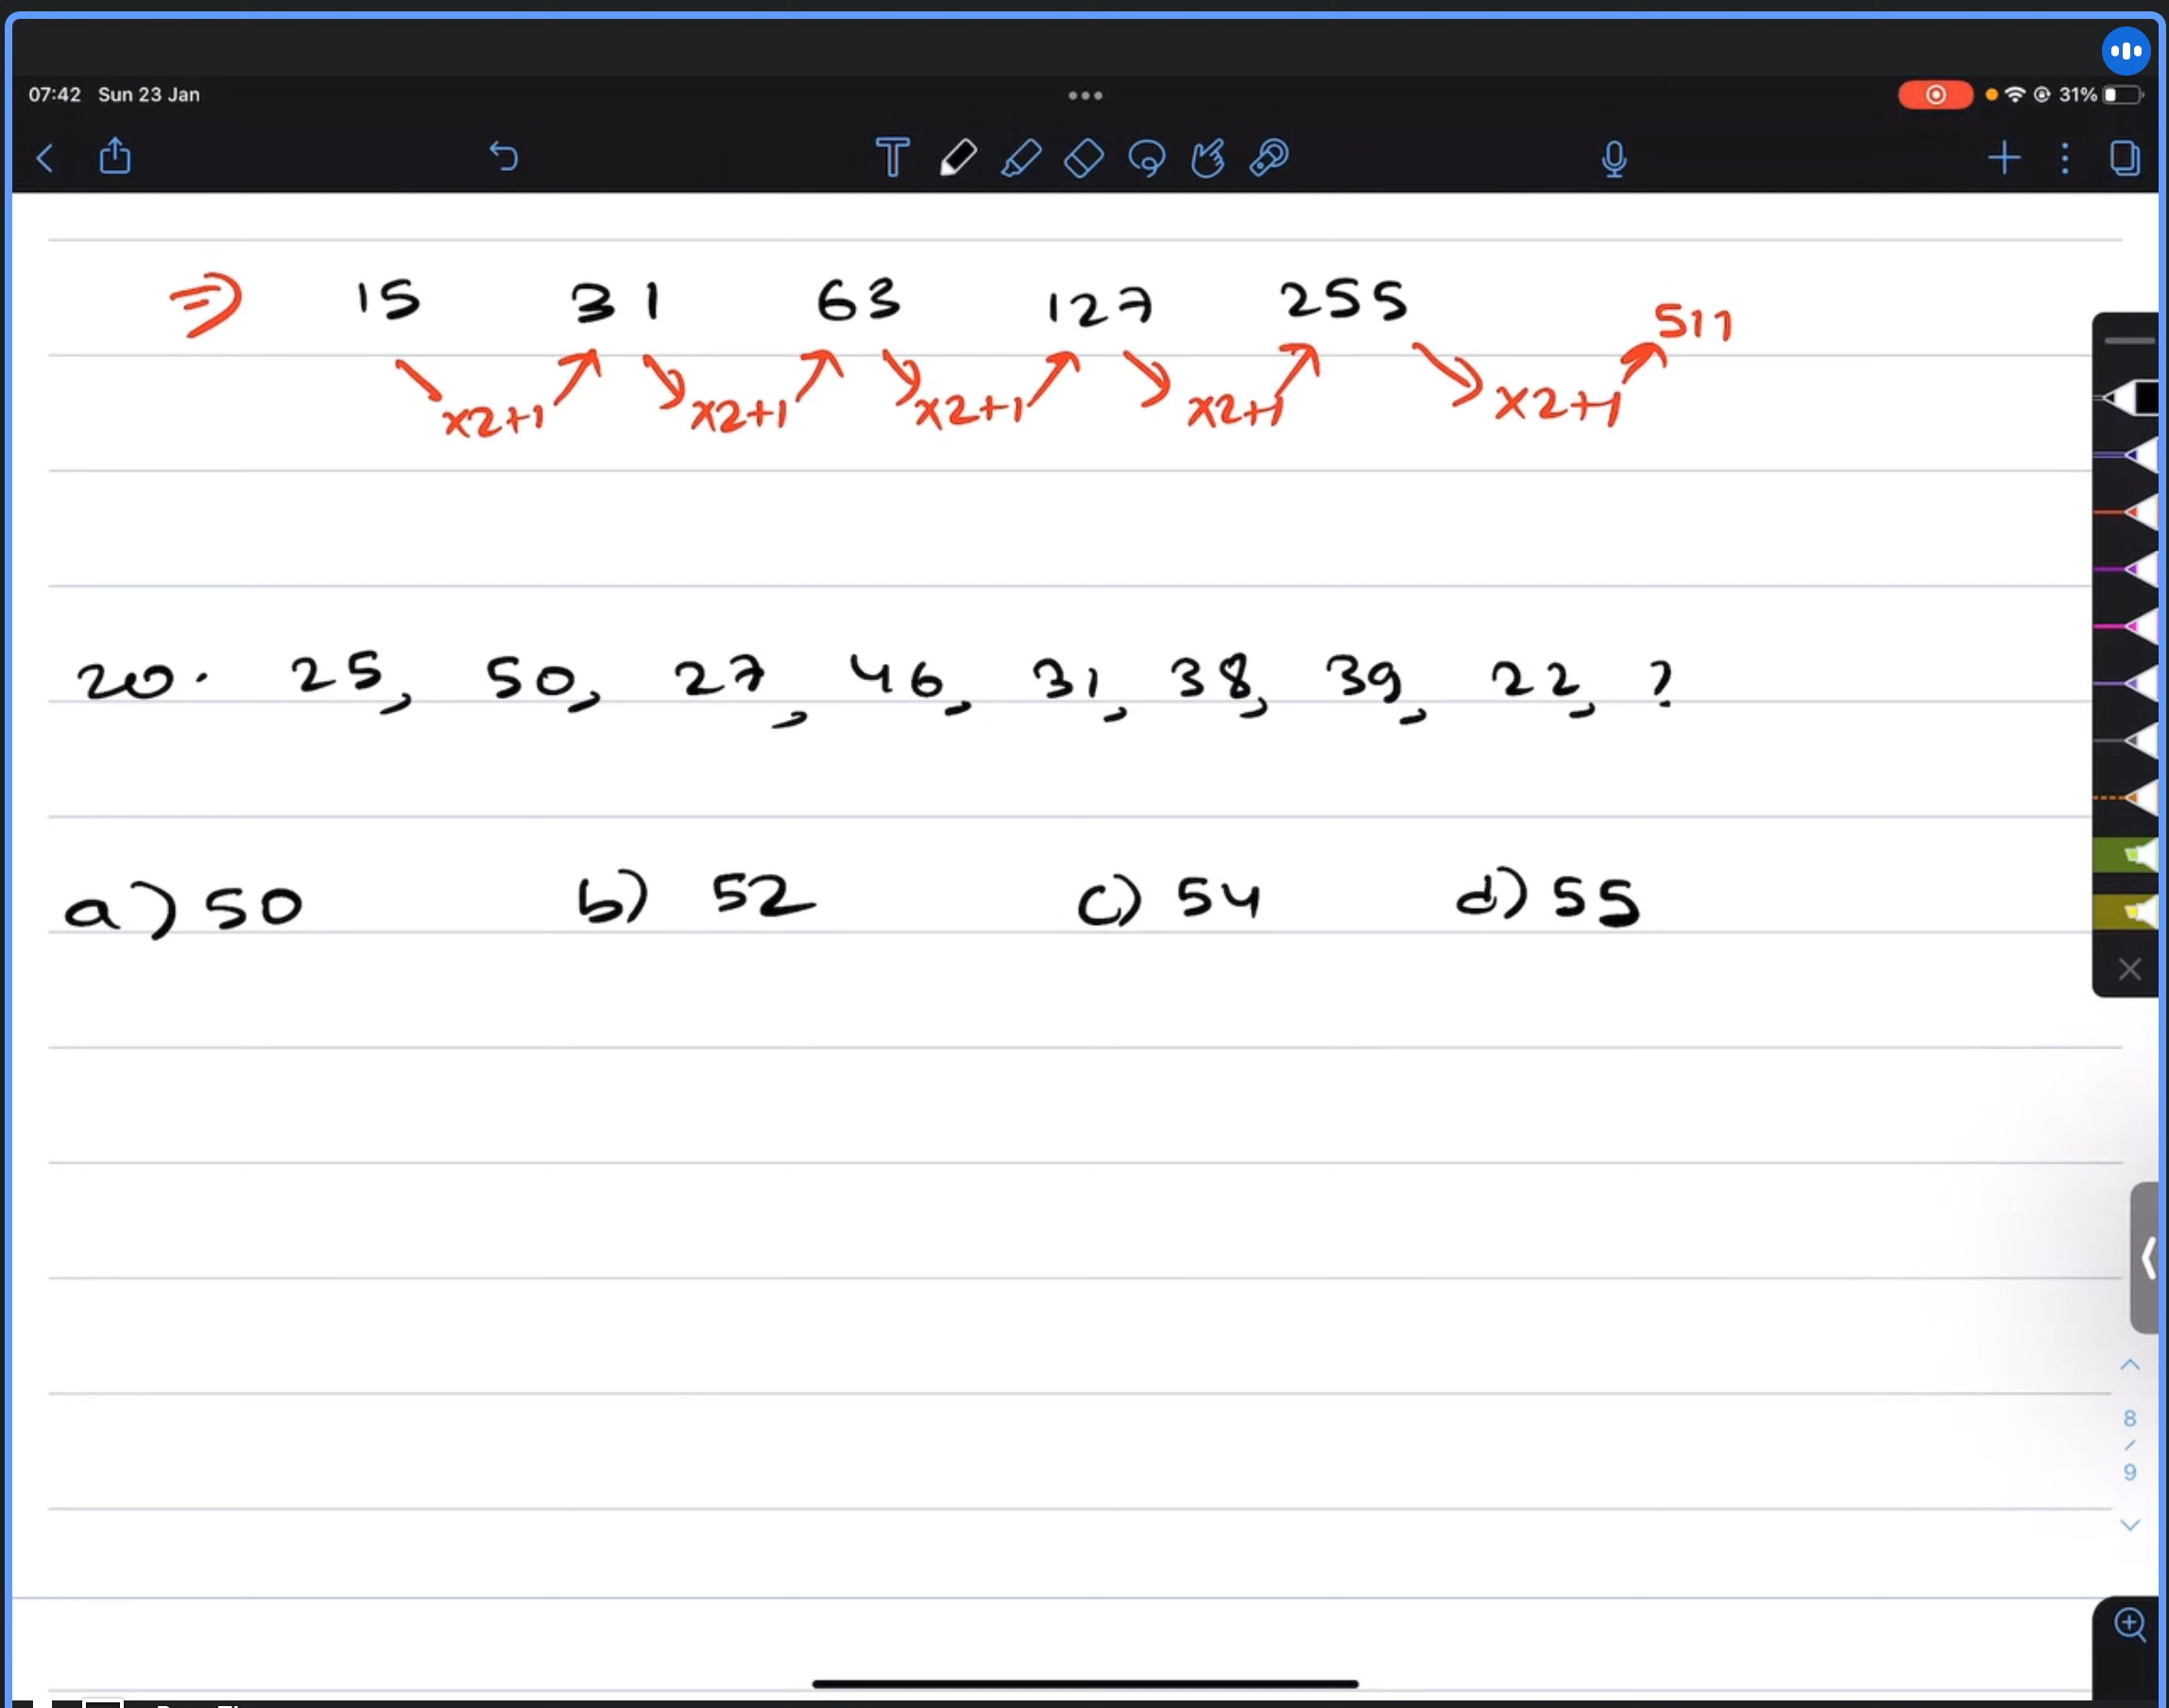 07:42 Sun 23 Jan
31%
T
⇒ 15 31 63 127 255 511
x2+1 x2+1 x2+1 x2+1 x2+1
20. 25, 50, 27, 46, 31, 38, 39, 22, ?
a) 50 b) 52 c) 54 d) 55
8
/
9